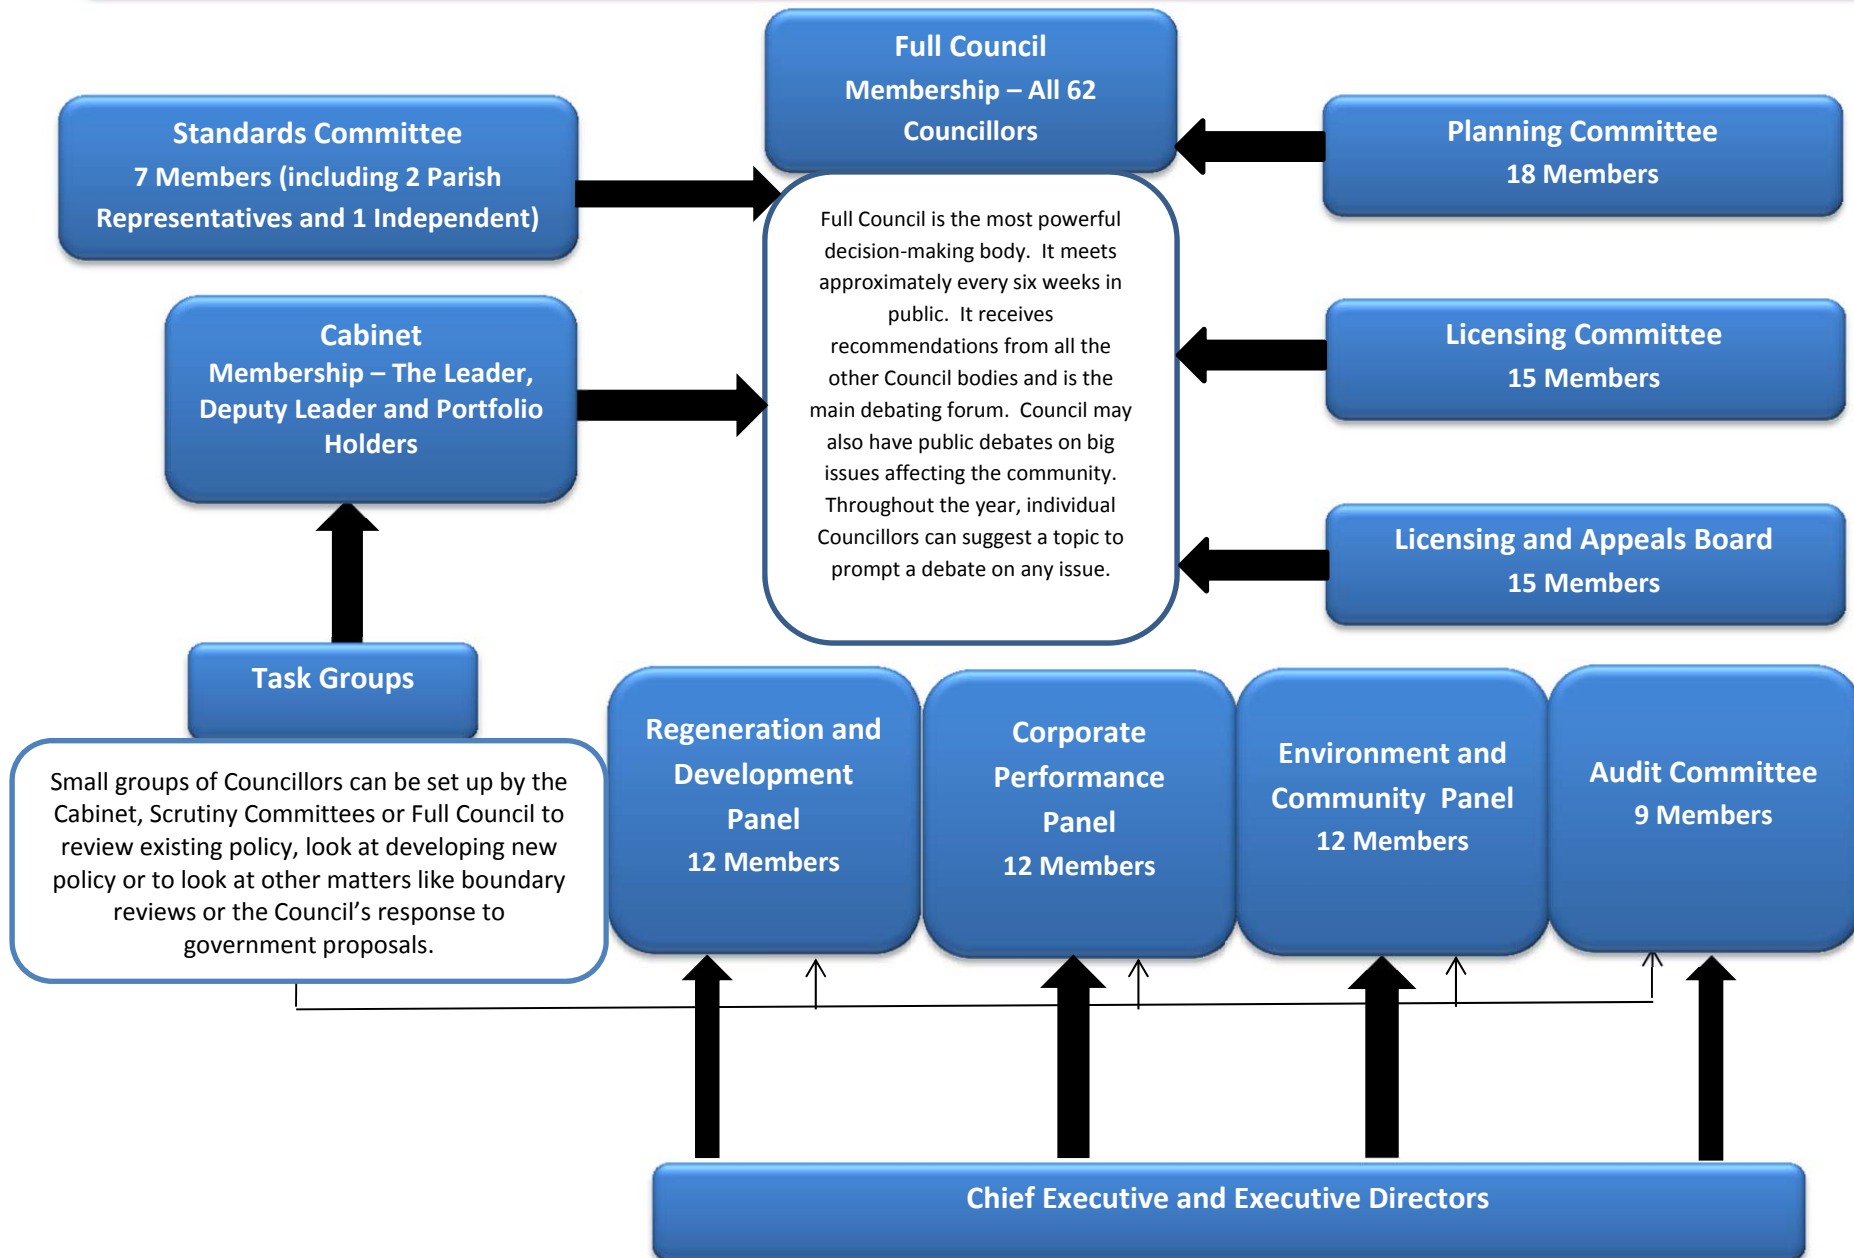 Full Council
Membership – All 62
Councillors
Standards Committee
7 Members (including 2 Parish
Representatives and 1 Independent)
Planning Committee
18 Members
Full Council is the most powerful
decision-making body.  It meets
approximately every six weeks in
public.  It receives
recommendations from all the
other Council bodies and is the
main debating forum.  Council may
also have public debates on big
issues affecting the community.
Throughout the year, individual
Councillors can suggest a topic to
prompt a debate on any issue.
Cabinet
Membership – The Leader,
Deputy Leader and Portfolio
Holders
Licensing Committee
15 Members
Licensing and Appeals Board
15 Members
Task Groups
Small groups of Councillors can be set up by the
Cabinet, Scrutiny Committees or Full Council to
review existing policy, look at developing new
policy or to look at other matters like boundary
reviews or the Council’s response to
government proposals.
Regeneration and
Development
Panel
12 Members
Corporate
Performance
Panel
12 Members
Environment and
Community  Panel
12 Members
Audit Committee
9 Members
Chief Executive and Executive Directors